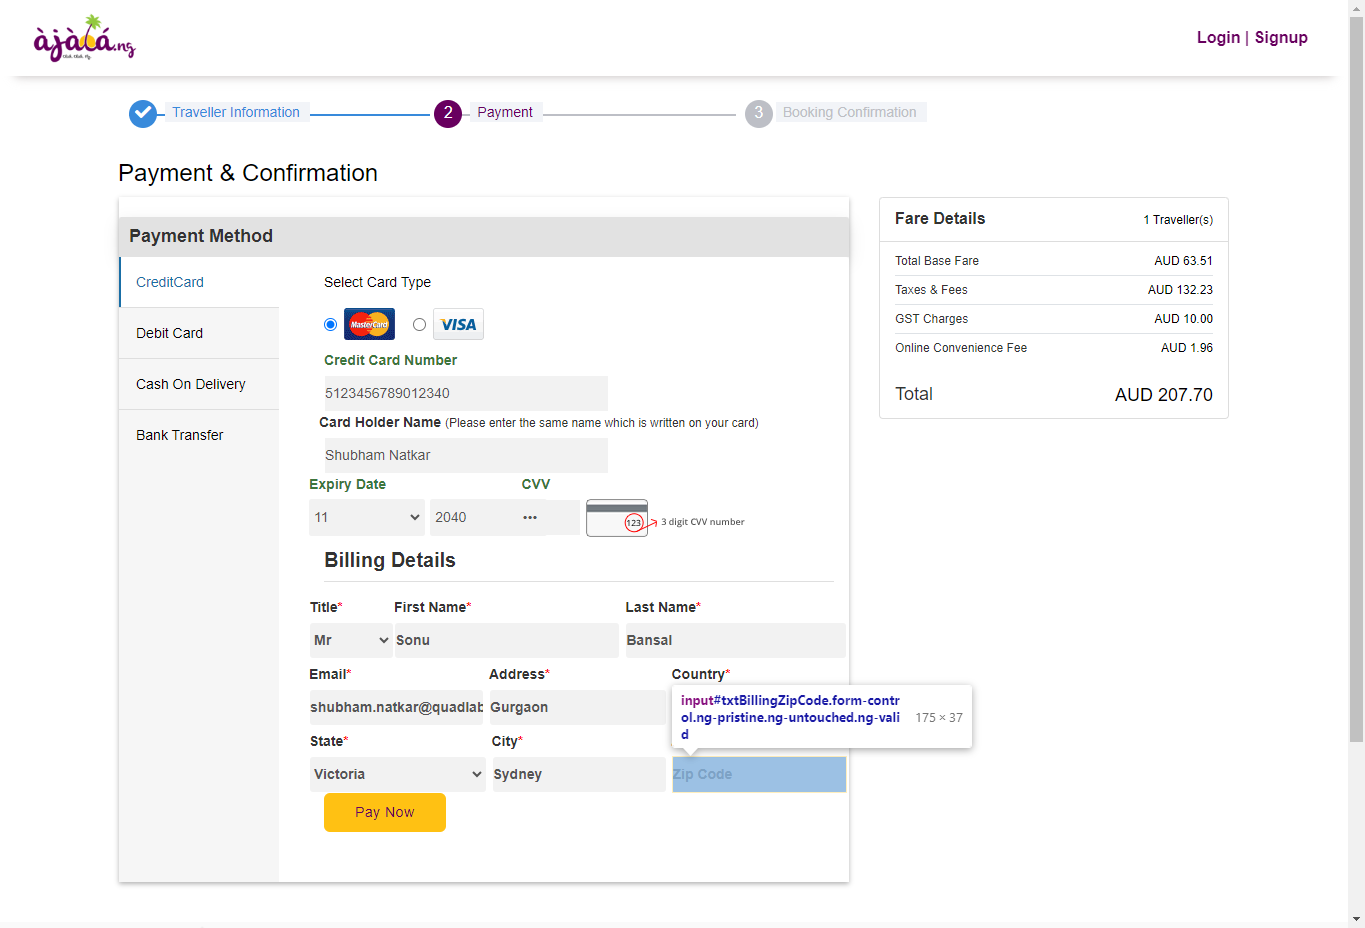 àjàlá.ng
Login | Signup
Traveller Information
2 Payment
3 Booking Confirmation
Payment & Confirmation
Payment Method
CreditCard
Debit Card
Cash On Delivery
Bank Transfer
Select Card Type
MasterCard
VISA
Credit Card Number
5123456789012340
Card Holder Name (Please enter the same name which is written on your card)
Shubham Natkar
Expiry Date CVV
11 2040 •••
123 3 digit CVV number
Billing Details
Title* First Name* Last Name*
Mr Sonu Bansal
Email* Address* Country*
shubham.natkar@quadlab Gurgaon
input#txtBillingZipCode.form-contr
ol.ng-pristine.ng-untouched.ng-vali
d
175 × 37
State* City*
Victoria Sydney Zip Code
Pay Now
Fare Details 1 Traveller(s)
Total Base Fare AUD 63.51
Taxes & Fees AUD 132.23
GST Charges AUD 10.00
Online Convenience Fee AUD 1.96
Total AUD 207.70